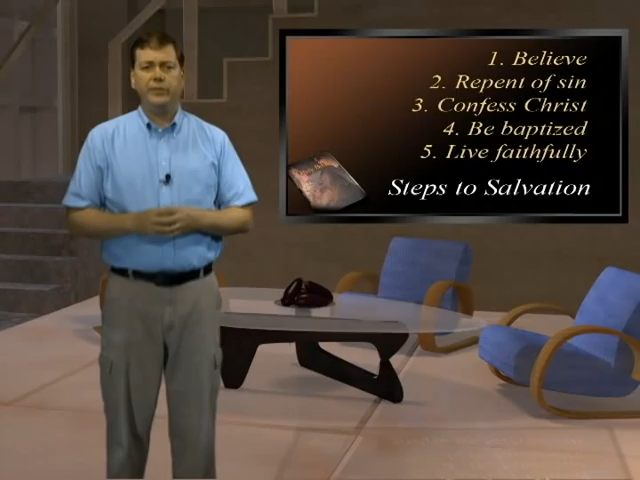 1. Believe
2. Repent of sin
3. Confess Christ
4. Be baptized
5. Live faithfully
Steps to Salvation